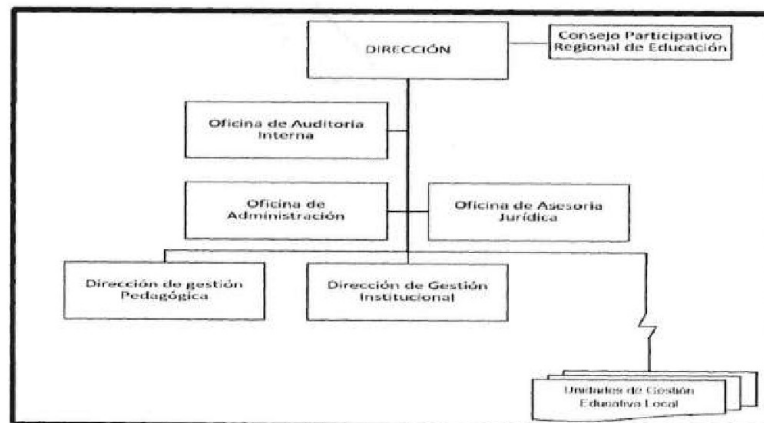 DIRECCIÓN
Consejo Participativo
Regional de Educación
Oficina de Auditoria
Interna
Oficina de
Administración
Oficina de Asesoria
Jurídica
Dirección de gestión
Pedagógica
Dirección de Gestión
Institucional
Unidades de Gestión
Educativa Local